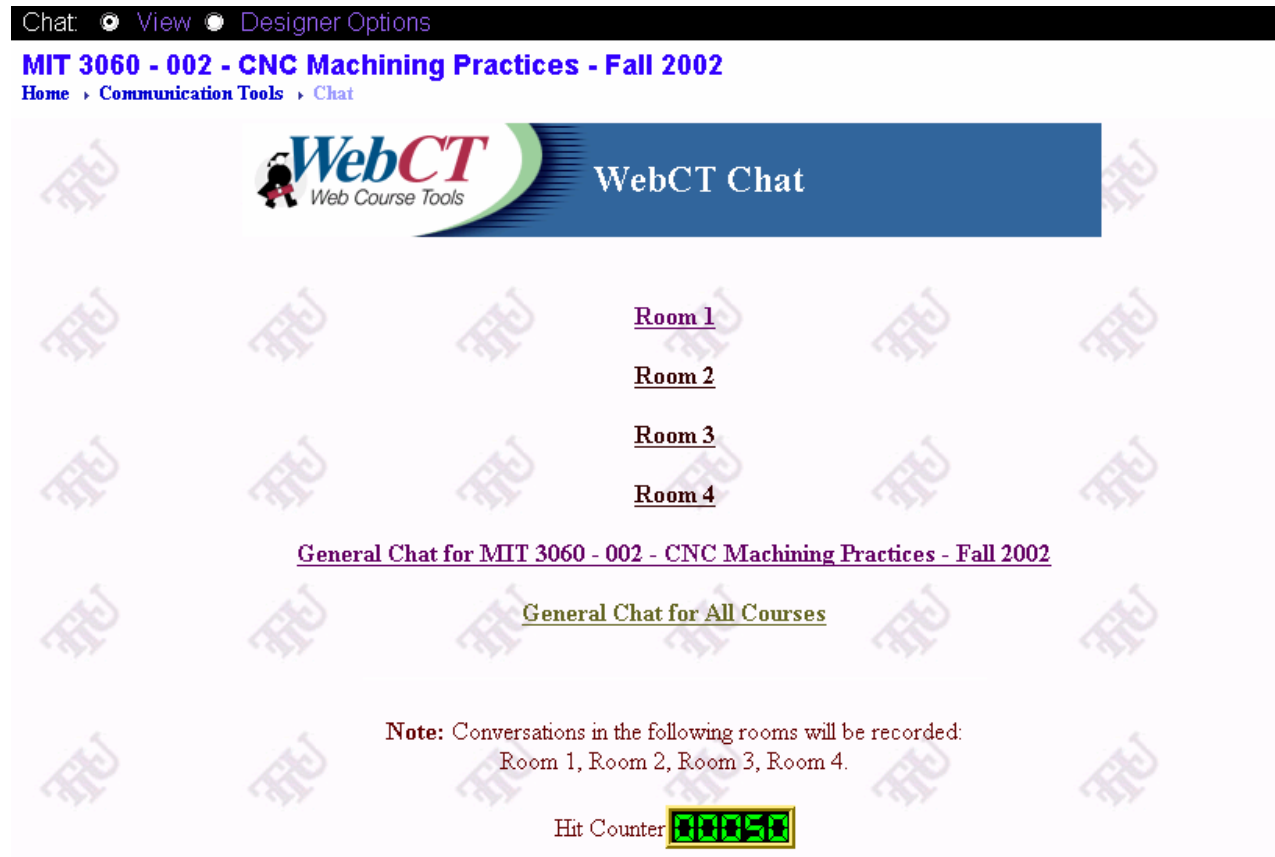 Chat: View Designer Options
MIT 3060 - 002 - CNC Machining Practices - Fall 2002
Home › Communication Tools › Chat
WebCT
Web Course Tools
WebCT Chat
Room 1
Room 2
Room 3
Room 4
General Chat for MIT 3060 - 002 - CNC Machining Practices - Fall 2002
General Chat for All Courses
Note: Conversations in the following rooms will be recorded:
Room 1, Room 2, Room 3, Room 4.
Hit Counter 00050